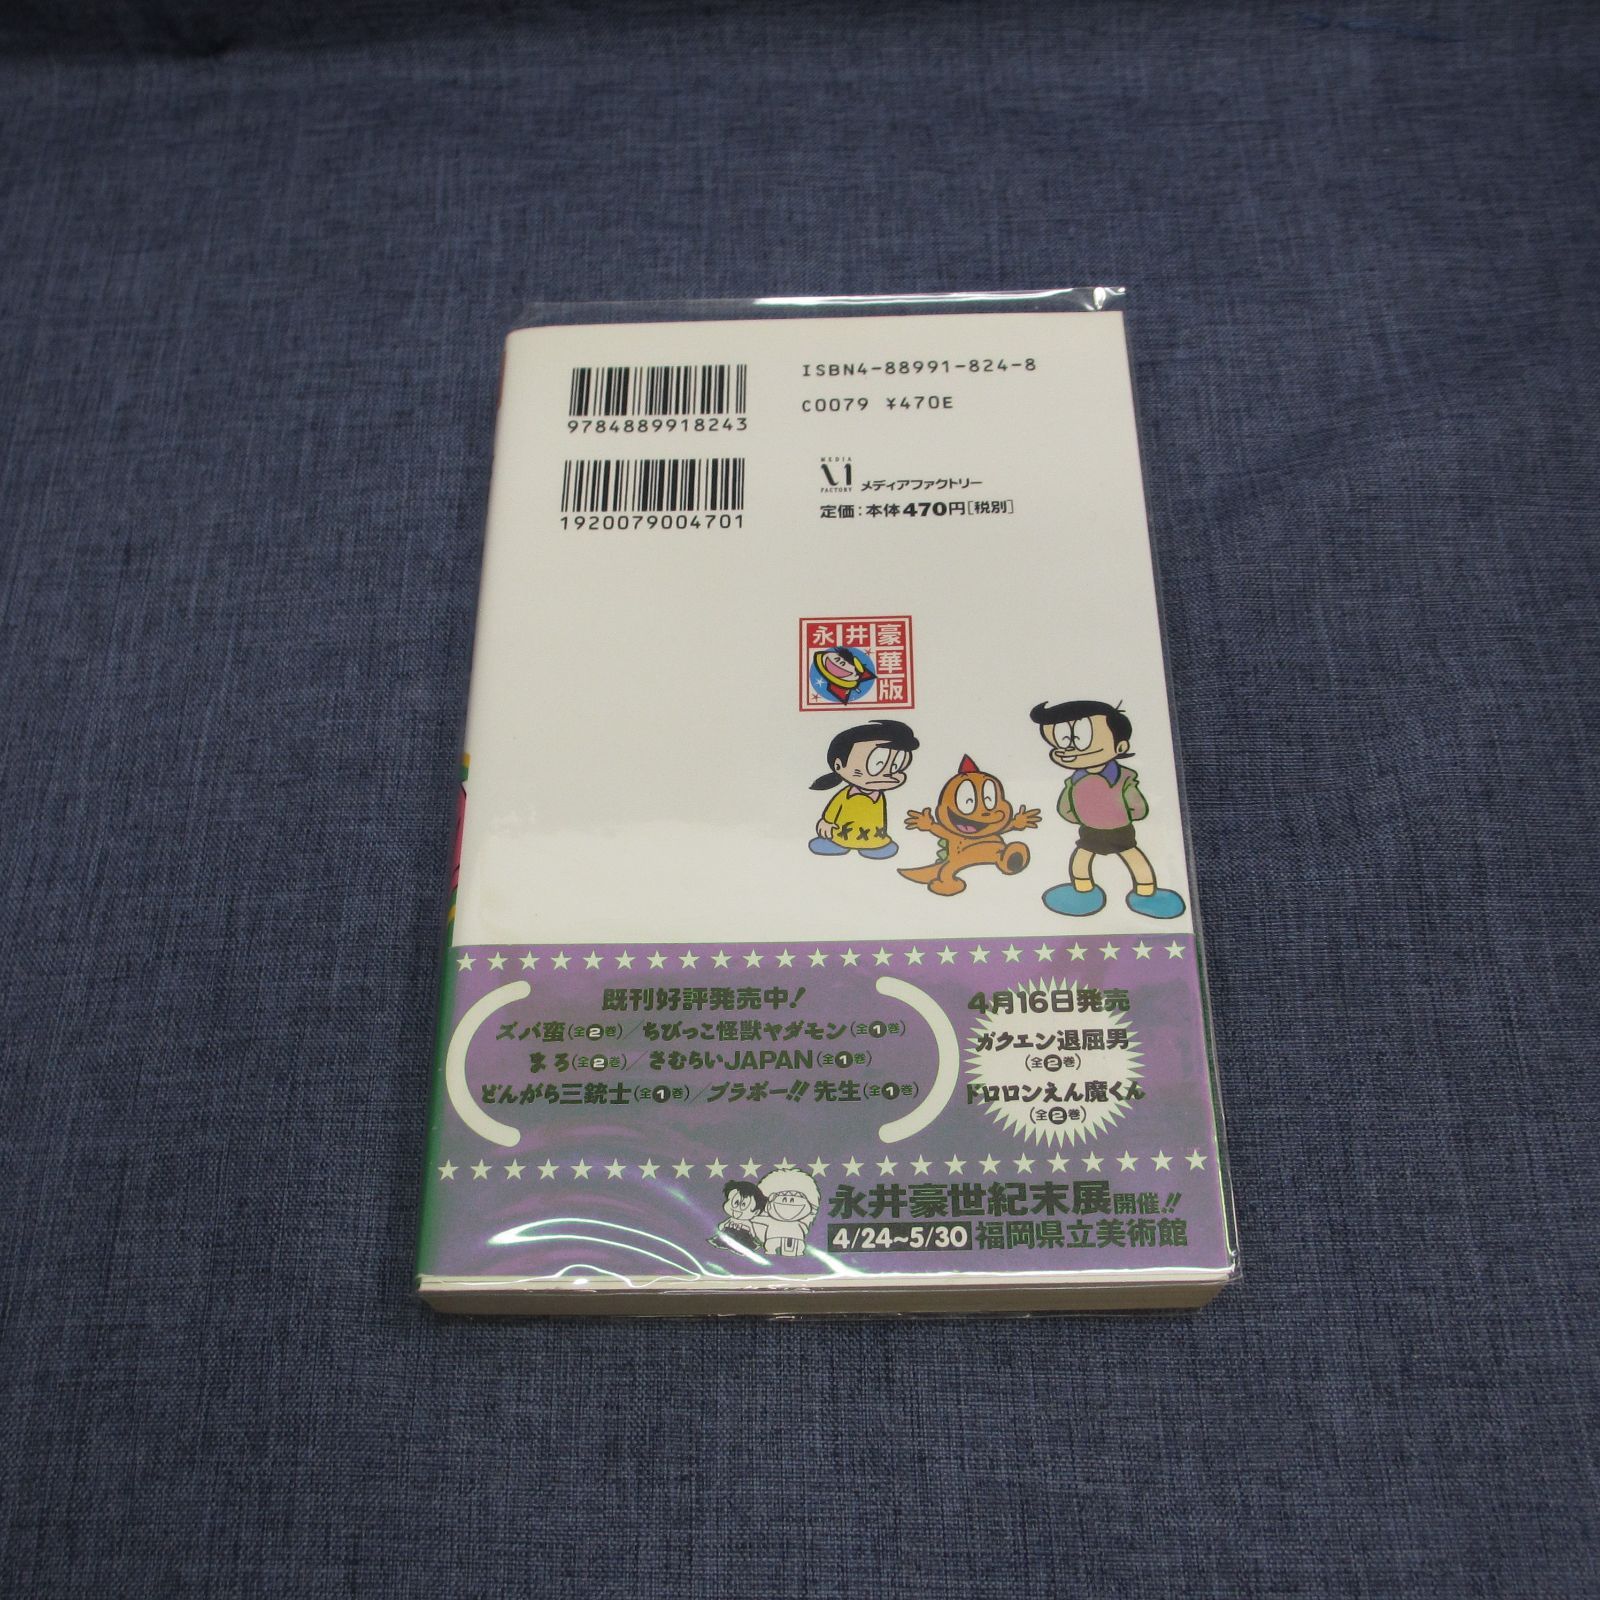 ISBN4-88991-824-8
9784889918243
C0079 ¥470E
1920079004701
MEDIA
FACTORY
メディアファクトリー
定価:本体470円[税別]
永井豪
華
版
既刊好評発売中!
ズバ蛮(全2巻)/ちびっこ怪獣ヤダモン(全1巻)
まろ(全2巻)/さむらいJAPAN(全1巻)
どんがら三銃士(全1巻)/ブラボー!!先生(全1巻)
4月16日発売
ガクエン退屈男
(全2巻)
ドロロンえん魔くん
(全2巻)
永井豪世紀末展開催!!
4/24~5/30 福岡県立美術館